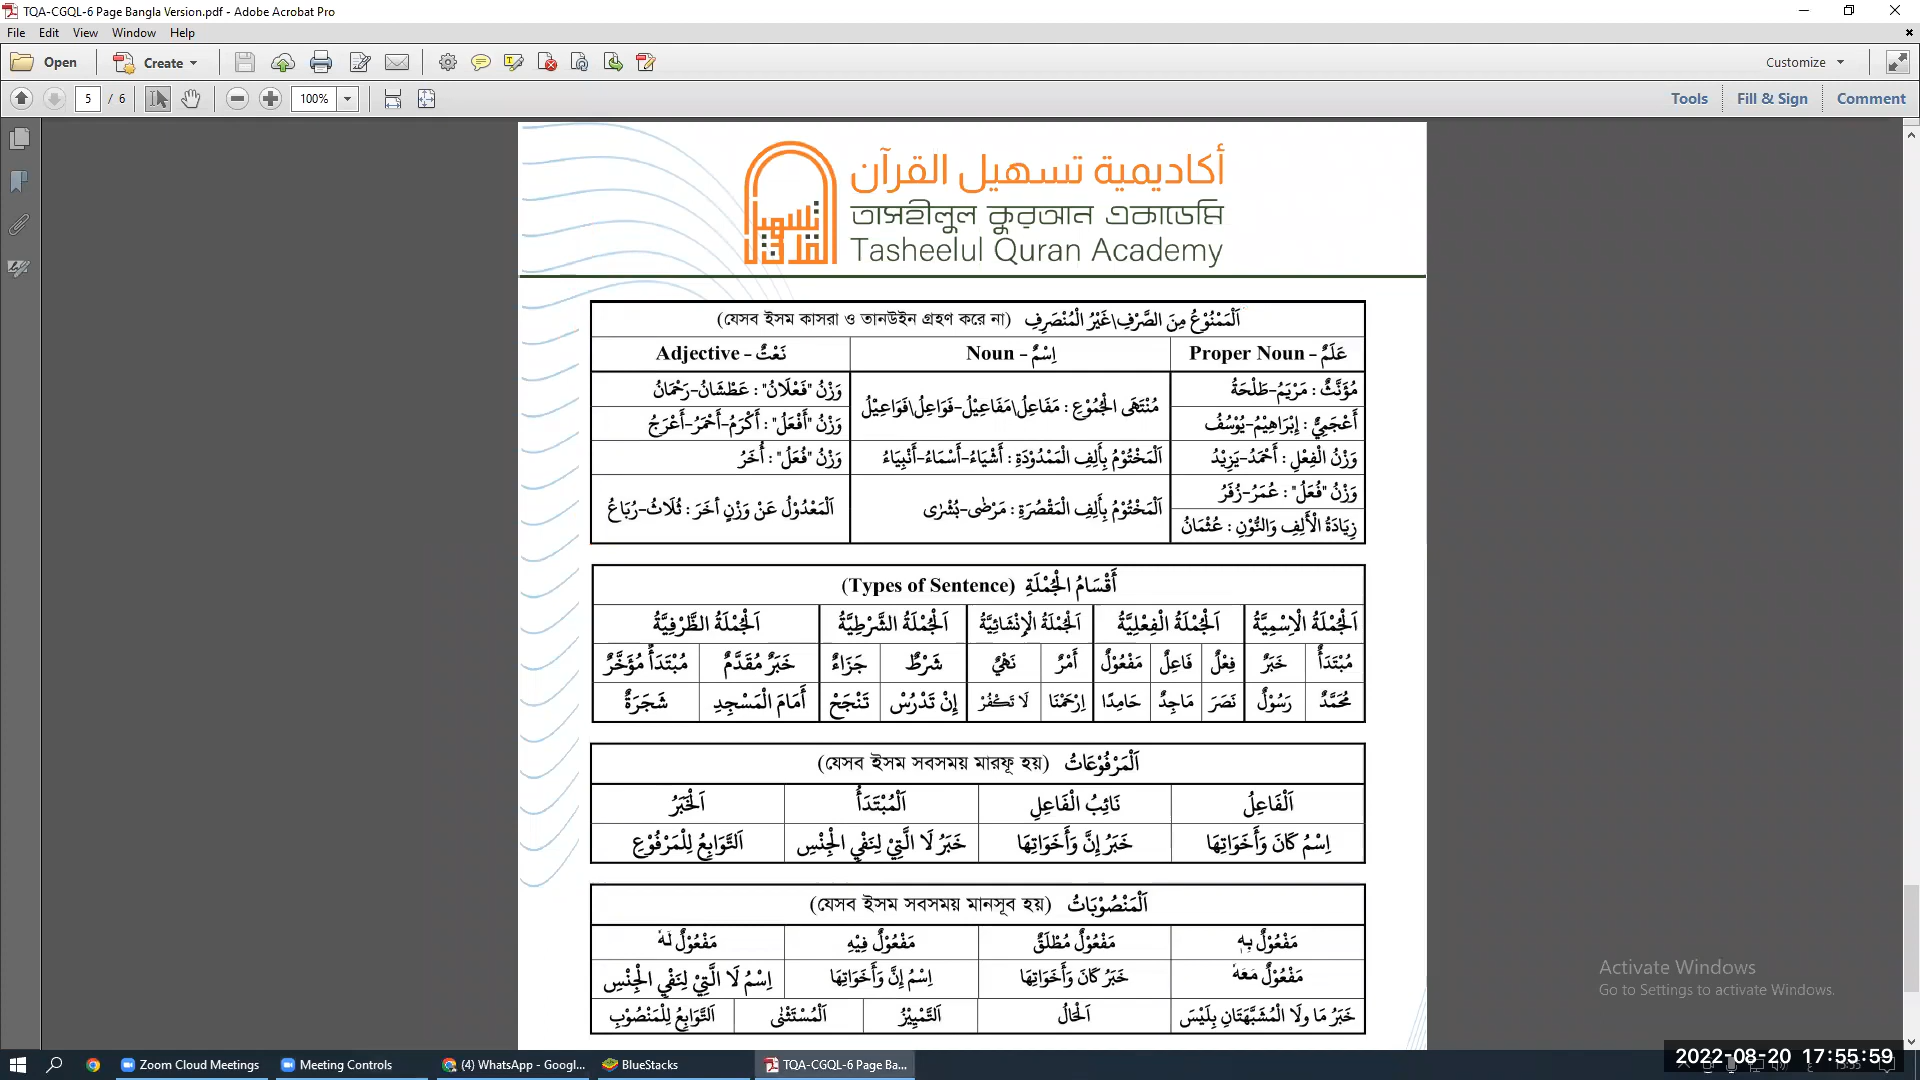 TQA-CGQL-6 Page Bangla Version.pdf - Adobe Acrobat Pro
File Edit View Window Help
Open Create Customize
5 / 6 100% Tools Fill & Sign Comment
أكاديمية تسهيل القرآن
তাসহীলুল কুরআন একাডেমি
Tasheelul Quran Academy
اَلْمَمْنُوْعُ مِنَ الصَّرْفِ\غَيْرُ الْمُنْصَرِفِ (যেসব ইসম কাসরা ও তানউইন গ্রহণ করে না)
عَلَمٌ - Proper Noun اِسْمٌ - Noun نَعْتٌ - Adjective
مُؤَنَّثٌ : مَرْيَمُ-طَلْحَةُ
أَعْجَمِيٌّ : إِبْرَاهِيْمُ-يُوْسُفُ
وَزْنُ الْفِعْلِ : أَحْمَدُ-يَزِيْدُ
وَزْنُ "فُعَلُ" : عُمَرُ-زُفَرُ
زِيَادَةُ الْأَلِفِ وَالنُّوْنِ : عُثْمَانُ
مُنْتَهَى الْجُمُوْعِ : مَفَاعِلُ\مَفَاعِيْلُ-فَوَاعِلُ\فَوَاعِيْلُ
اَلْمَخْتُوْمُ بِأَلِفِ الْمَمْدُوْدَةِ : أَشْيَاءُ-أَسْمَاءُ-أَنْبِيَاءُ
اَلْمَخْتُوْمُ بِأَلِفِ الْمَقْصُرَةِ : مَرْضٰى-بُشْرٰى
وَزْنُ "فَعْلَانُ" : عَطْشَانُ-رَحْمَانُ
وَزْنُ "أَفْعَلُ" : أَكْرَمُ-أَحْمَرُ-أَعْرَجُ
وَزْنُ "فُعَلُ" : أُخَرُ
اَلْمَعْدُوْلُ عَنْ وَزْنٍ أخَرَ : ثُلَاثُ-رُبَاعُ
أَقْسَامُ الْجُمْلَةِ (Types of Sentence)
اَلْجُمْلَةُ الْاِسْمِيَّةُ اَلْجُمْلَةُ الْفِعْلِيَّةُ اَلْجُمْلَةُ الْإِنْشَائِيَّةُ اَلْجُمْلَةُ الشَّرْطِيَّةُ اَلْجُمْلَةُ الظَّرْفِيَّةُ
مُبْتَدَأٌ خَبَرٌ فِعْلٌ فَاعِلٌ مَفْعُوْلٌ أَمْرٌ نَهْيٌ شَرْطٌ جَزَاءٌ خَبَرٌ مُقَدَّمٌ مُبْتَدَأٌ مُؤَخَّرٌ
مُحَمَّدٌ رَسُوْلٌ نَصَرَ مَاجِدٌ حَامِدًا اِرْحَمْنَا لَا تَكْفُرْ إِنْ تَدْرُسْ تَنْجَحْ أَمَامَ الْمَسْجِدِ شَجَرَةٌ
اَلْمَرْفُوْعَاتُ (যেসব ইসম সবসময় মারফূ হয়)
اَلْفَاعِلُ نَائِبُ الْفَاعِلِ اَلْمُبْتَدَأُ اَلْخَبَرُ
اِسْمُ كَانَ وَأَخَوَاتِهَا خَبَرُ إِنَّ وَأَخَوَاتِهَا خَبَرُ لَا الَّتِيْ لِنَفْيِ الْجِنْسِ اَلتَّوَابِعُ لِلْمَرْفُوْعِ
اَلْمَنْصُوْبَاتُ (যেসব ইসম সবসময় মানসূব হয়)
مَفْعُوْلٌ بِهٖ مَفْعُوْلٌ مُطْلَقٌ مَفْعُوْلٌ فِيْهِ مَفْعُوْلٌ لَهٗ
مَفْعُوْلٌ مَعَهٗ خَبَرُ كَانَ وَأَخَوَاتِهَا اِسْمُ إِنَّ وَأَخَوَاتِهَا اِسْمُ لَا الَّتِيْ لِنَفْيِ الْجِنْسِ
خَبَرُ مَا وَلَا الْمُشَبَّهَتَانِ بِلَيْسَ اَلْحَالُ اَلتَّمْيِيْزُ اَلْمُسْتَثْنٰى اَلتَّوَابِعُ لِلْمَنْصُوْبِ
Activate Windows
Go to Settings to activate Windows.
Zoom Cloud Meetings Meeting Controls (4) WhatsApp - Googl... BlueStacks TQA-CGQL-6 Page Ba...
2022-08-20 17:55:59